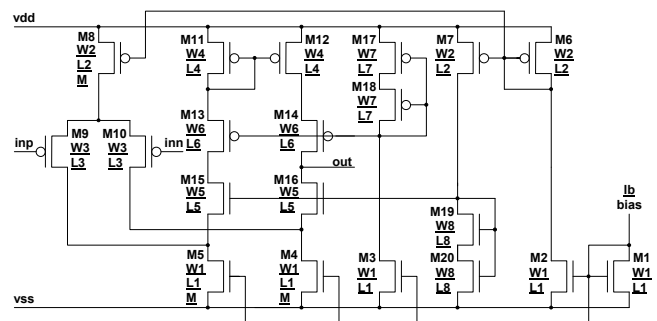 vdd
M8
W2
L2
M
M11
W4
L4
M12
W4
L4
M17
W7
L7
M7
W2
L2
M6
W2
L2
M18
W7
L7
M13
W6
L6
M14
W6
L6
inp
M9
W3
L3
M10
W3
L3
inn
out
M15
W5
L5
M16
W5
L5
M19
W8
L8
Ib
bias
M5
W1
L1
M
M4
W1
L1
M
M3
W1
L1
M20
W8
L8
M2
W1
L1
M1
W1
L1
vss